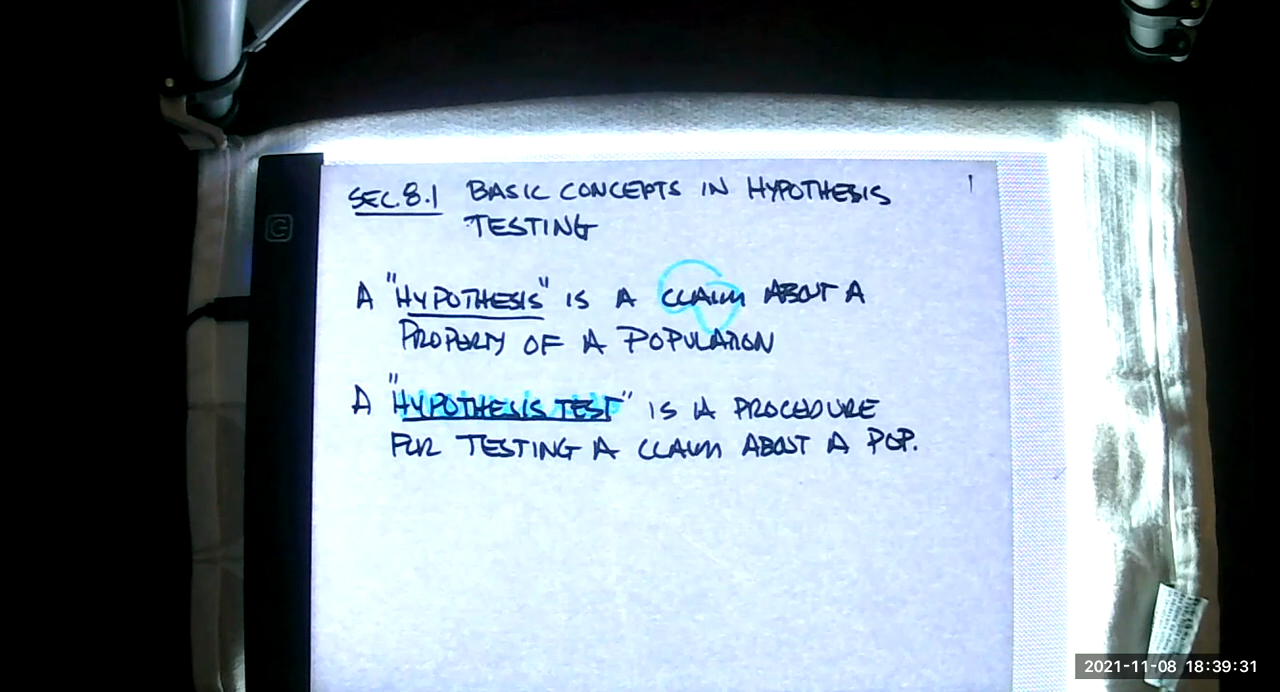 SEC. 8.1 BASIC CONCEPTS IN HYPOTHESIS 1
TESTING
A "HYPOTHESIS" IS A CLAIM ABOUT A
PROPERTY OF A POPULATION
A "HYPOTHESIS TEST" IS A PROCEDURE
FOR TESTING A CLAIM ABOUT A POP.
2021-11-08 18:39:31